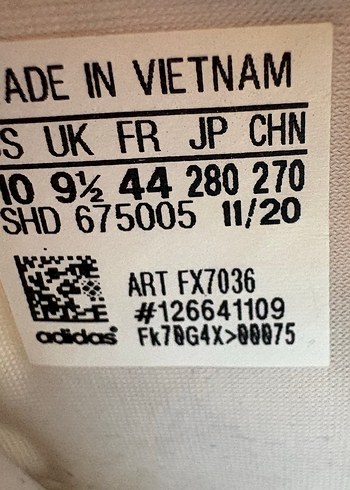 ADE IN VIETNAM
S UK FR JP CHN
10 9½ 44 280 270
SHD 675005 11/20
ART FX7036
#126641109
adidas Fk70G4X>00075